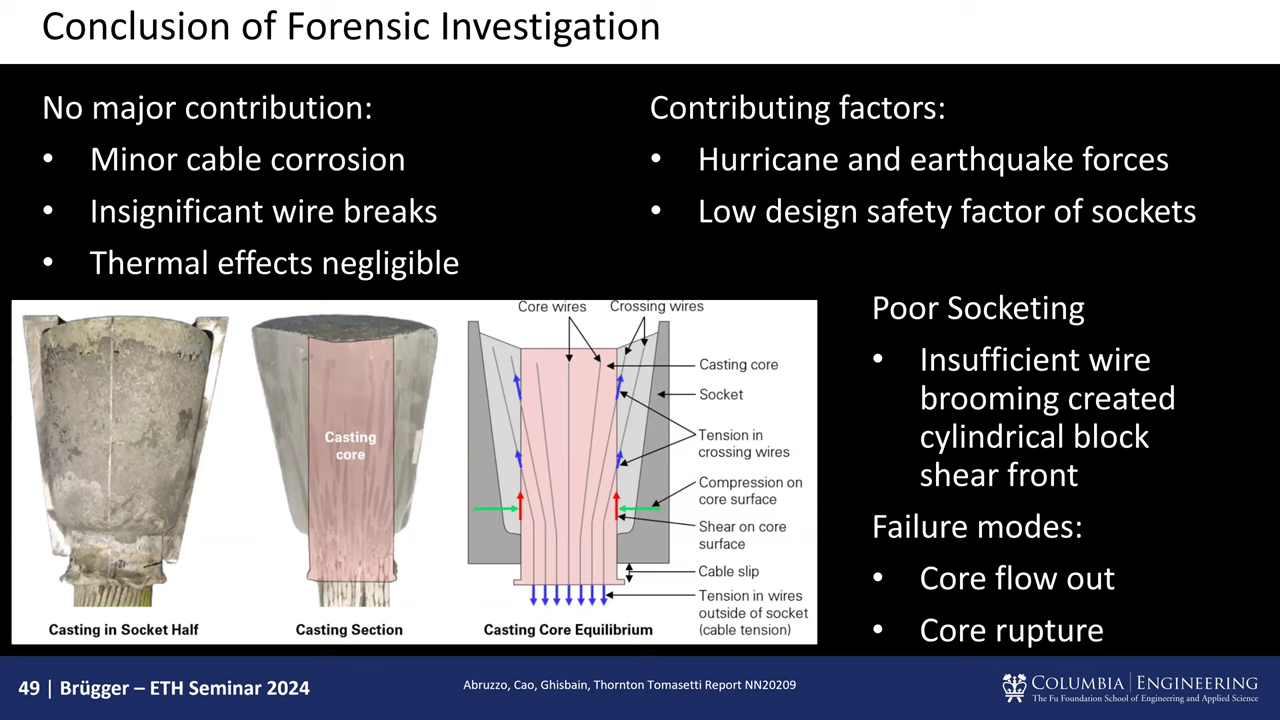 Conclusion of Forensic Investigation
No major contribution:
• Minor cable corrosion
• Insignificant wire breaks
• Thermal effects negligible
Contributing factors:
• Hurricane and earthquake forces
• Low design safety factor of sockets
Casting
core
Core wires
Crossing wires
Casting core
Socket
Tension in
crossing wires
Compression on
core surface
Shear on core
surface
Cable slip
Tension in wires
outside of socket
(cable tension)
Casting in Socket Half
Casting Section
Casting Core Equilibrium
Poor Socketing
• Insufficient wire
brooming created
cylindrical block
shear front
Failure modes:
• Core flow out
• Core rupture
49 | Brügger – ETH Seminar 2024
Abruzzo, Cao, Ghisbain, Thornton Tomasetti Report NN20209
COLUMBIA | ENGINEERING
The Fu Foundation School of Engineering and Applied Science